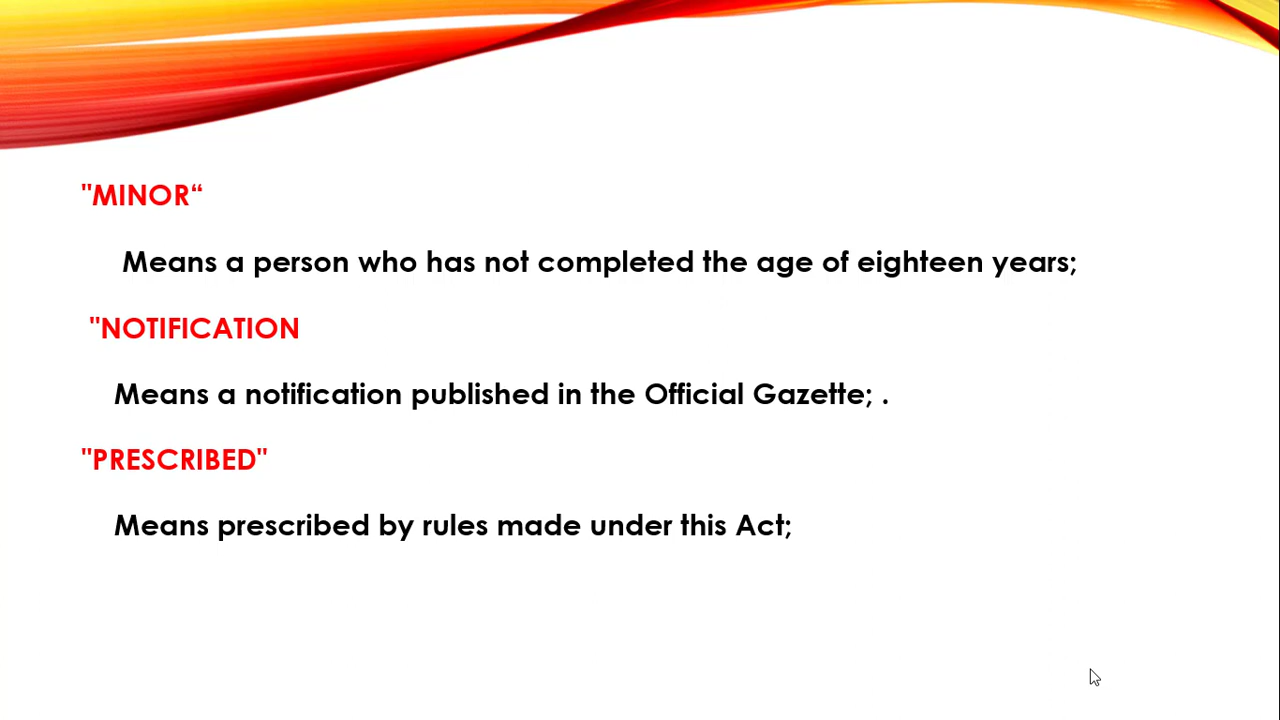 "MINOR“
Means a person who has not completed the age of eighteen years;
"NOTIFICATION
Means a notification published in the Official Gazette; .
"PRESCRIBED"
Means prescribed by rules made under this Act;